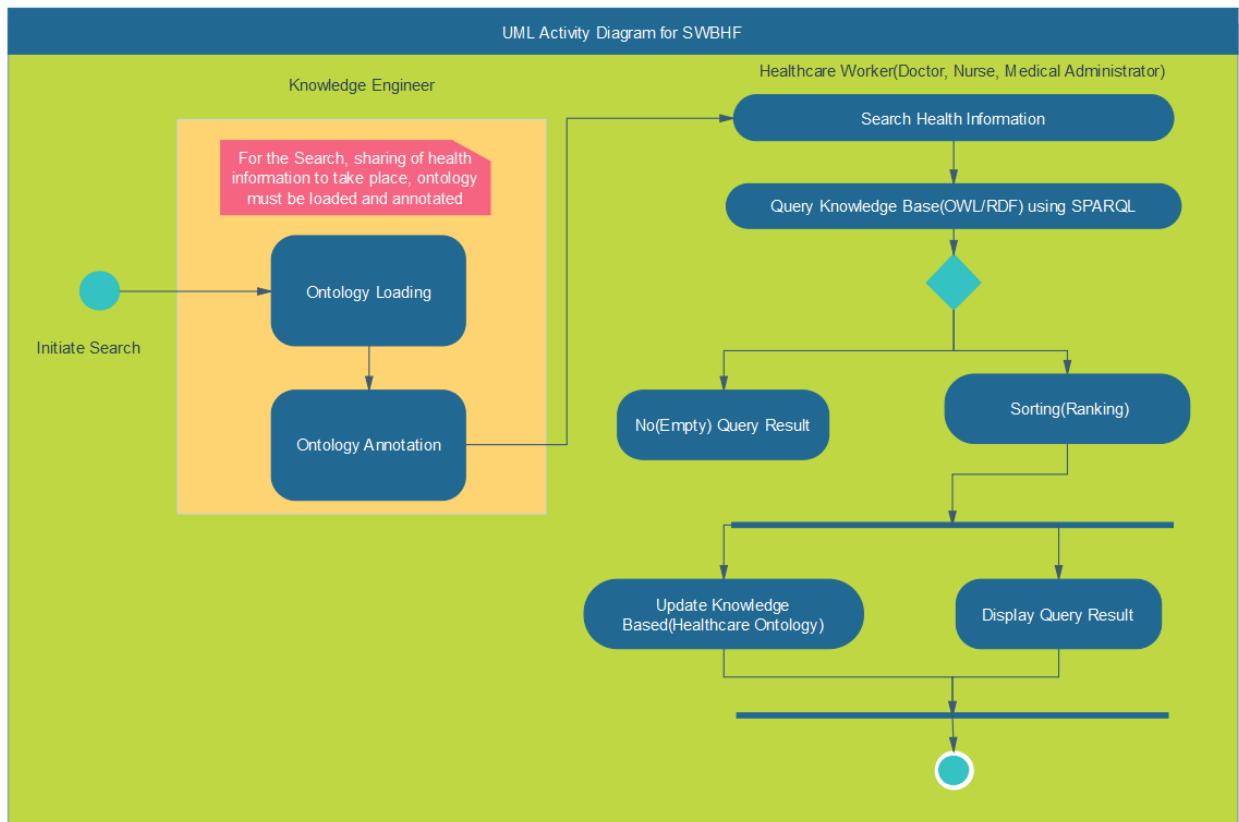 UML Activity Diagram for SWBHF
Knowledge Engineer
Healthcare Worker(Doctor, Nurse, Medical Administrator)
For the Search, sharing of health
information to take place, ontology
must be loaded and annotated
Search Health Information
Query Knowledge Base(OWL/RDF) using SPARQL
Ontology Loading
Initiate Search
Ontology Annotation
No(Empty) Query Result
Sorting(Ranking)
Update Knowledge
Based(Healthcare Ontology)
Display Query Result